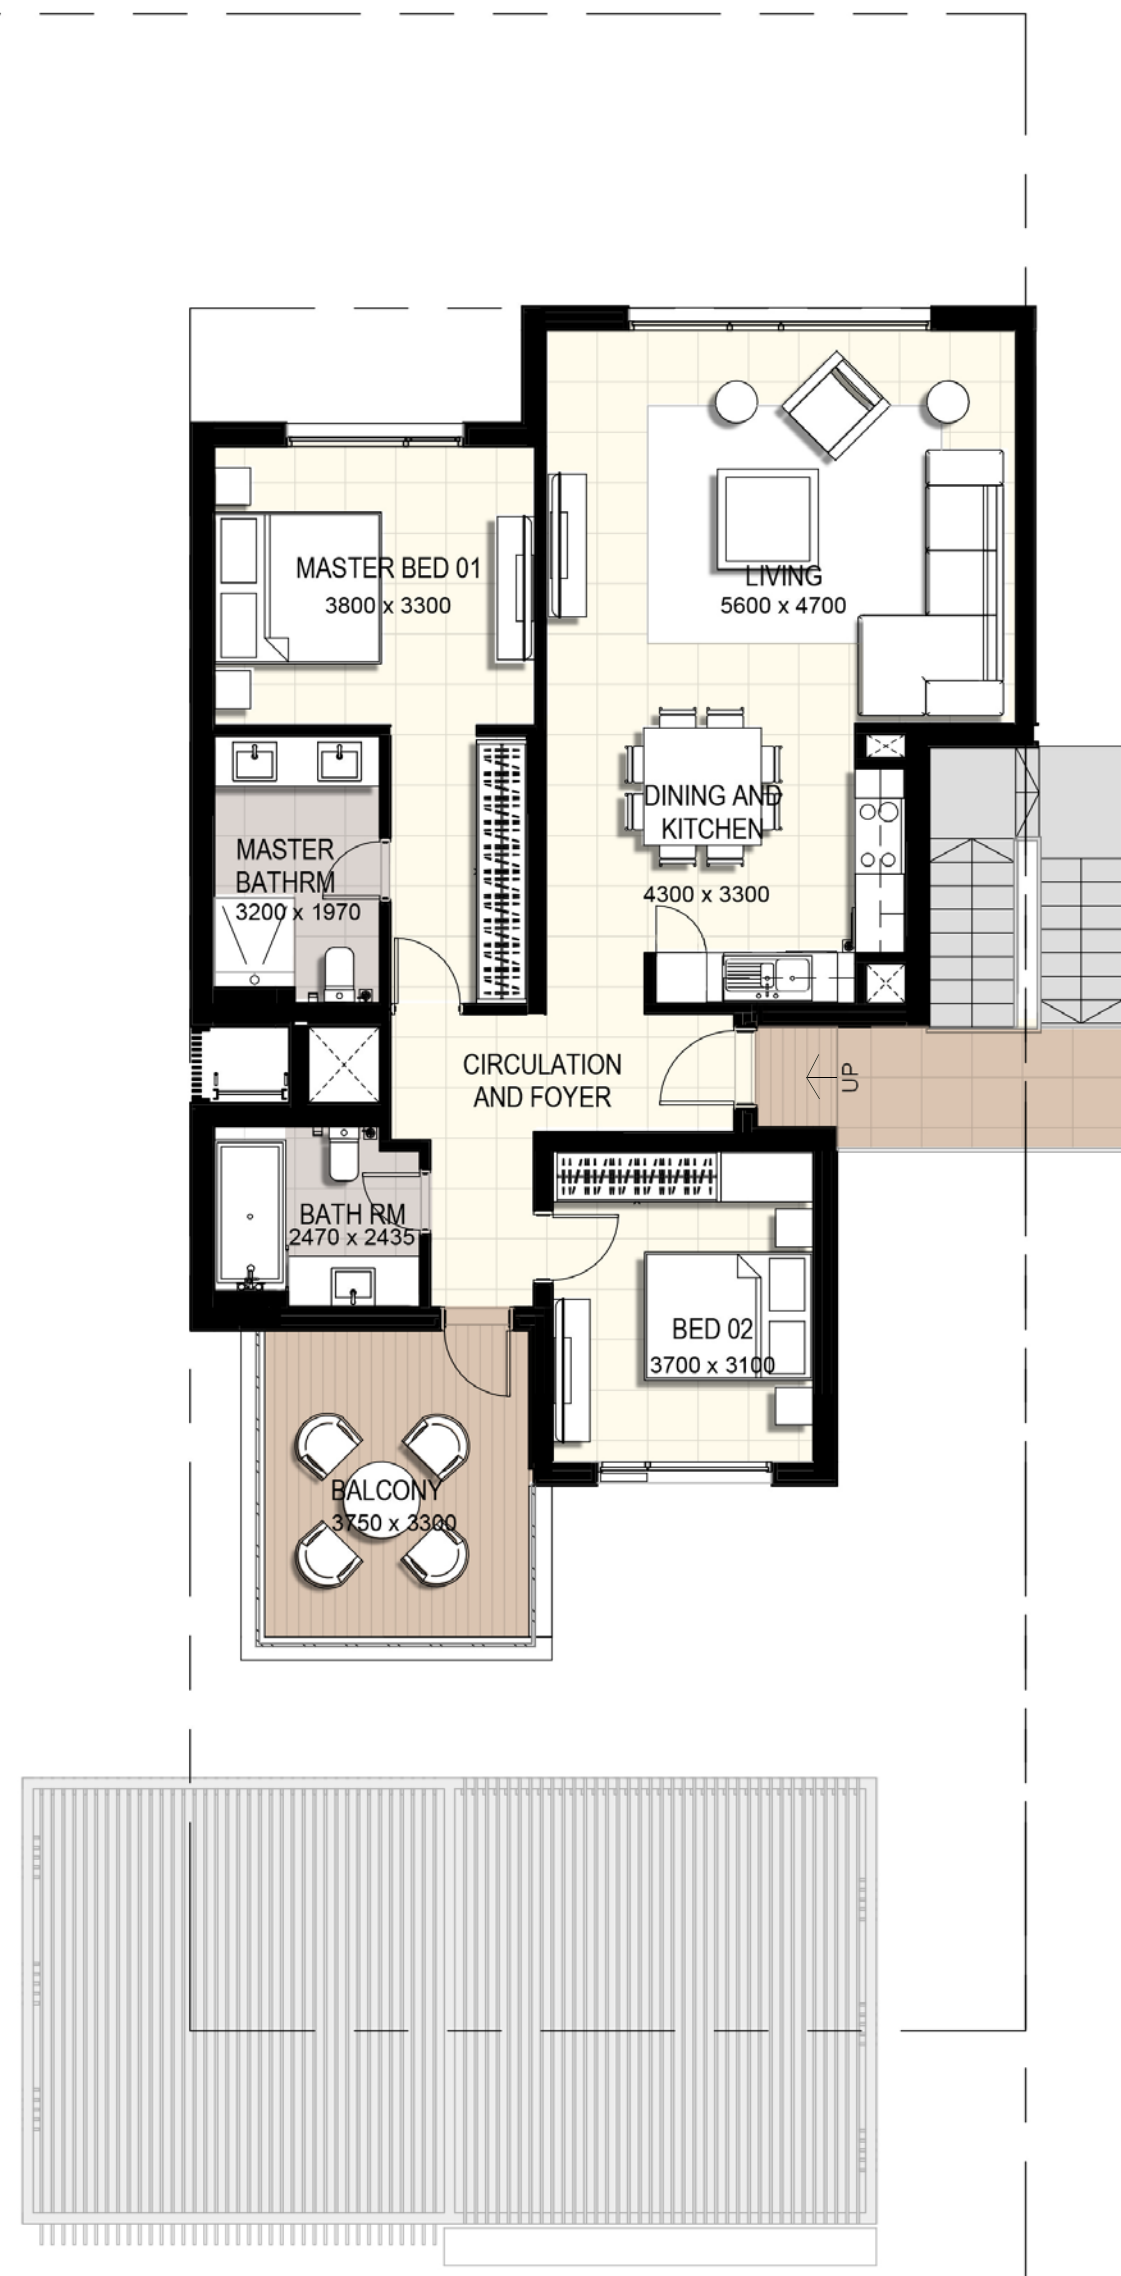 MASTER BED 01
3800 x 3300
LIVING
5600 x 4700
DINING AND
KITCHEN
4300 x 3300
MASTER
BATHRM
3200 x 1970
CIRCULATION
AND FOYER
UP
BATH RM
2470 x 2435
BED 02
3700 x 3100
BALCONY
3750 x 3300